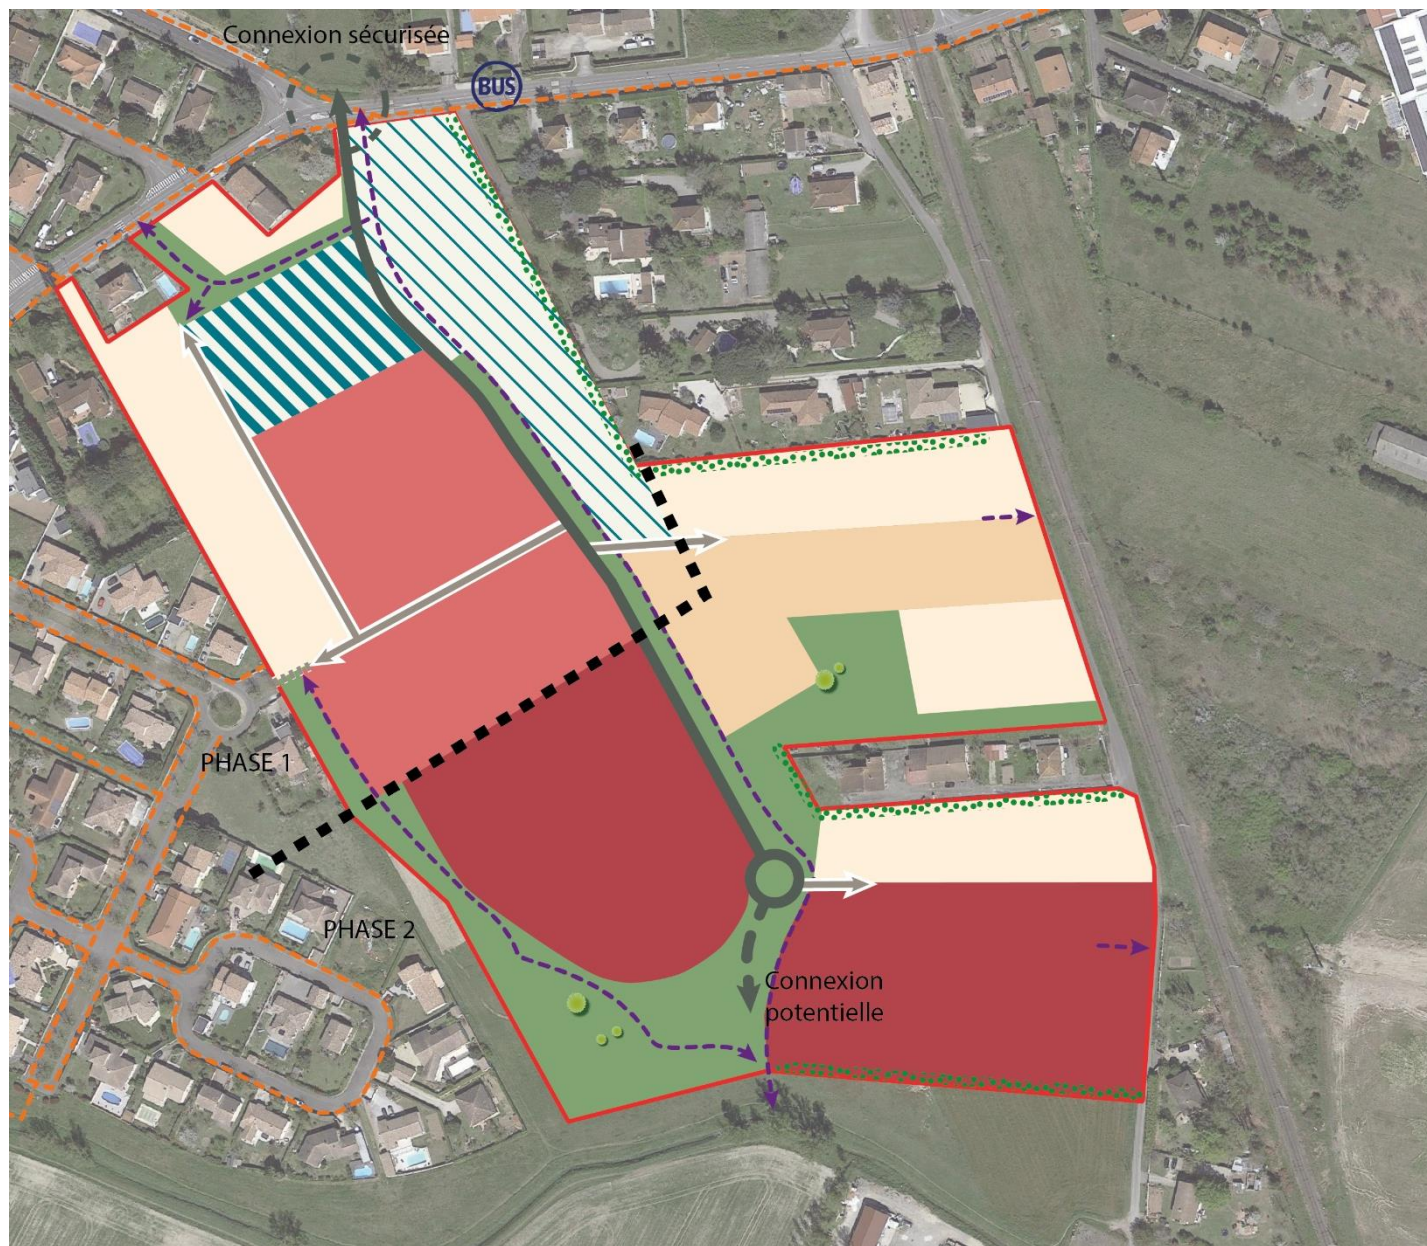 Connexion sécurisée
BUS
PHASE 1
PHASE 2
Connexion
potentielle